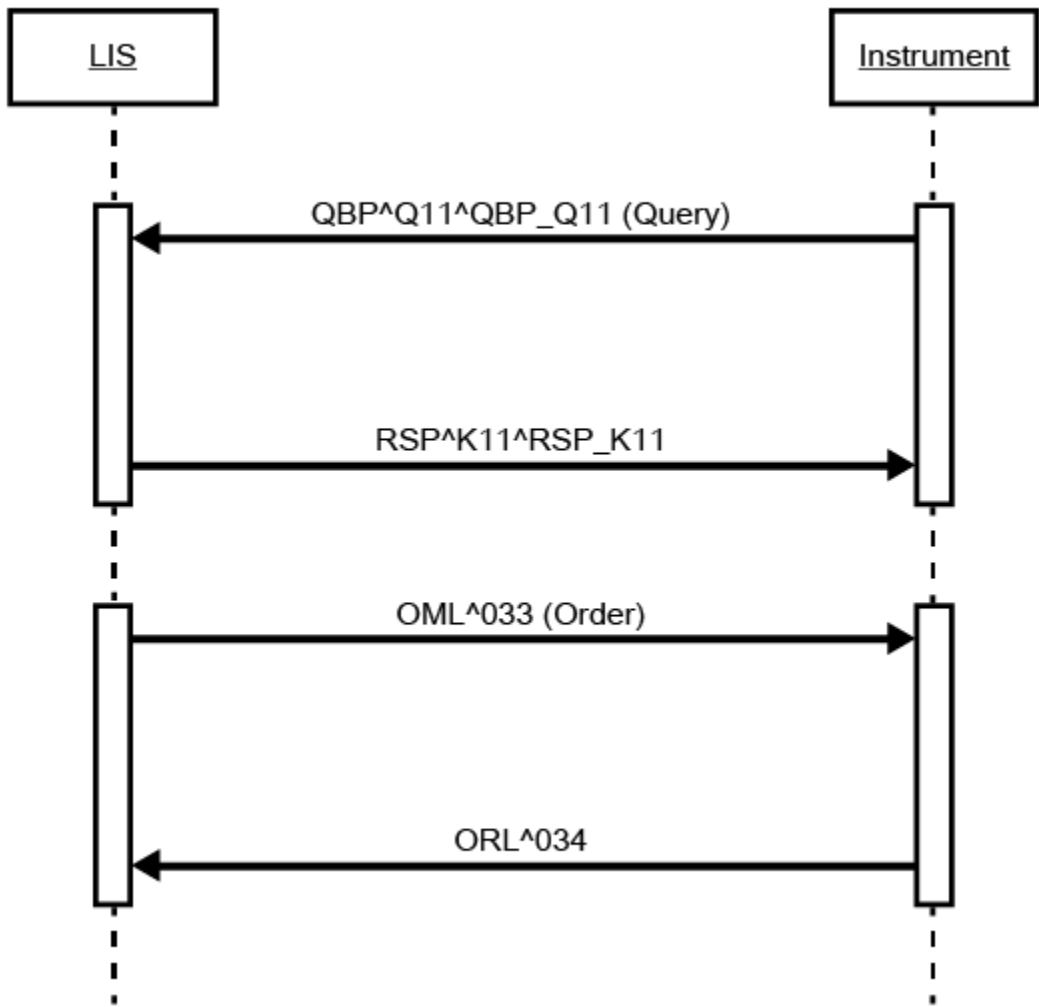 LIS
Instrument
QBP^Q11^QBP_Q11 (Query)
RSP^K11^RSP_K11
OML^033 (Order)
ORL^034